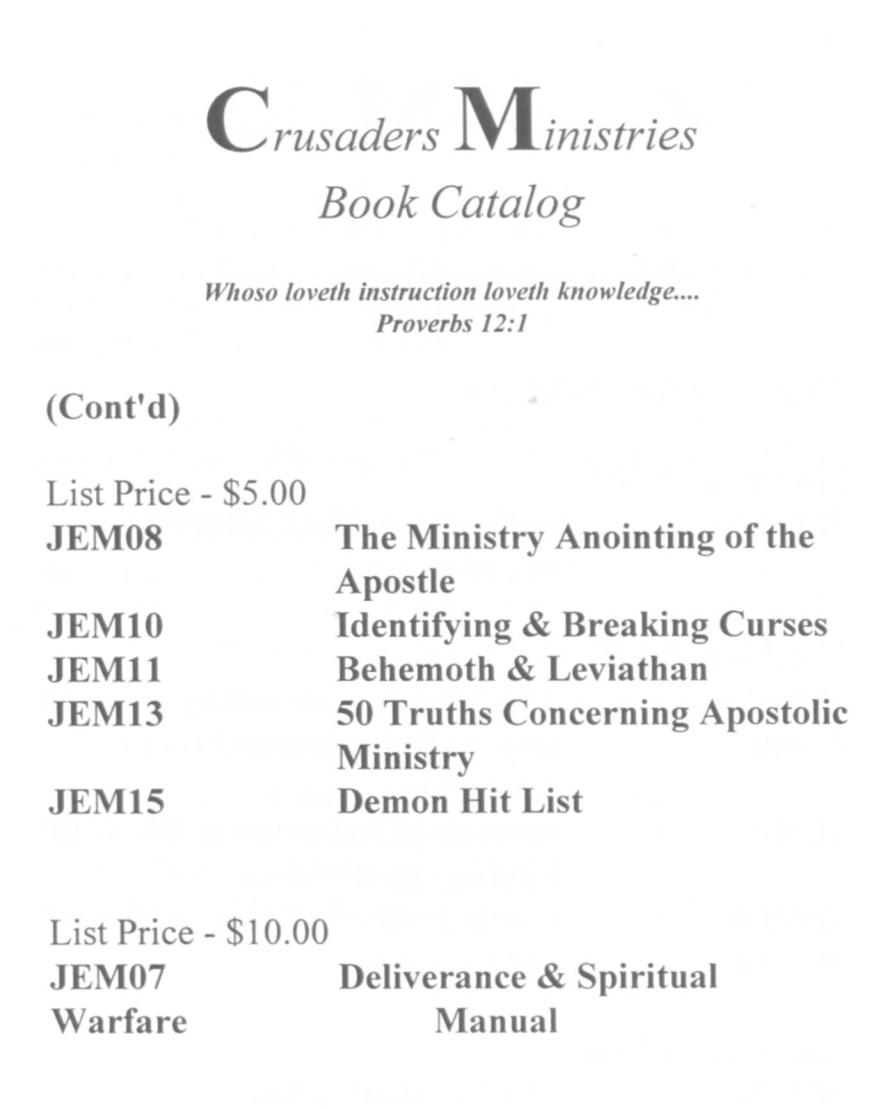 Crusaders Ministries
Book Catalog
Whoso loveth instruction loveth knowledge....
Proverbs 12:1
(Cont'd)
List Price - $5.00
JEM08 The Ministry Anointing of the
Apostle
JEM10 Identifying & Breaking Curses
JEM11 Behemoth & Leviathan
JEM13 50 Truths Concerning Apostolic
Ministry
JEM15 Demon Hit List
List Price - $10.00
JEM07 Deliverance & Spiritual
Warfare Manual